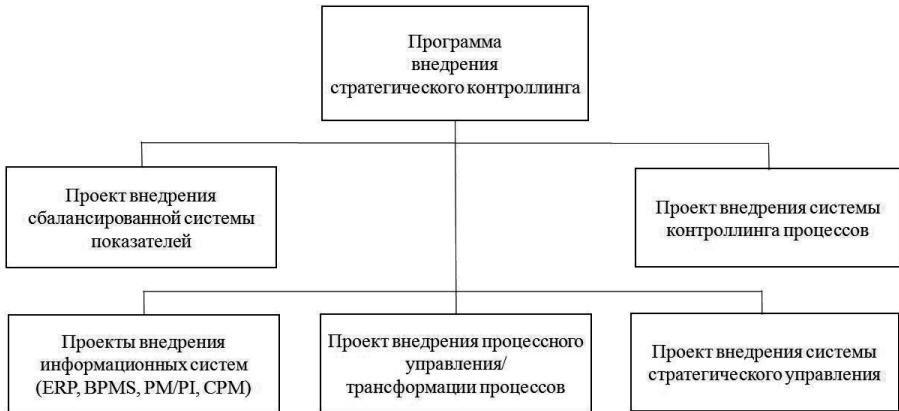 Программа
внедрения
стратегического контроллинга
Проект внедрения
сбалансированной системы
показателей
Проект внедрения системы
контроллинга процессов
Проекты внедрения
информационных систем
(ERP, BPMS, PM/PI, CPM)
Проект внедрения процессного
управления/
трансформации процессов
Проект внедрения системы
стратегического управления